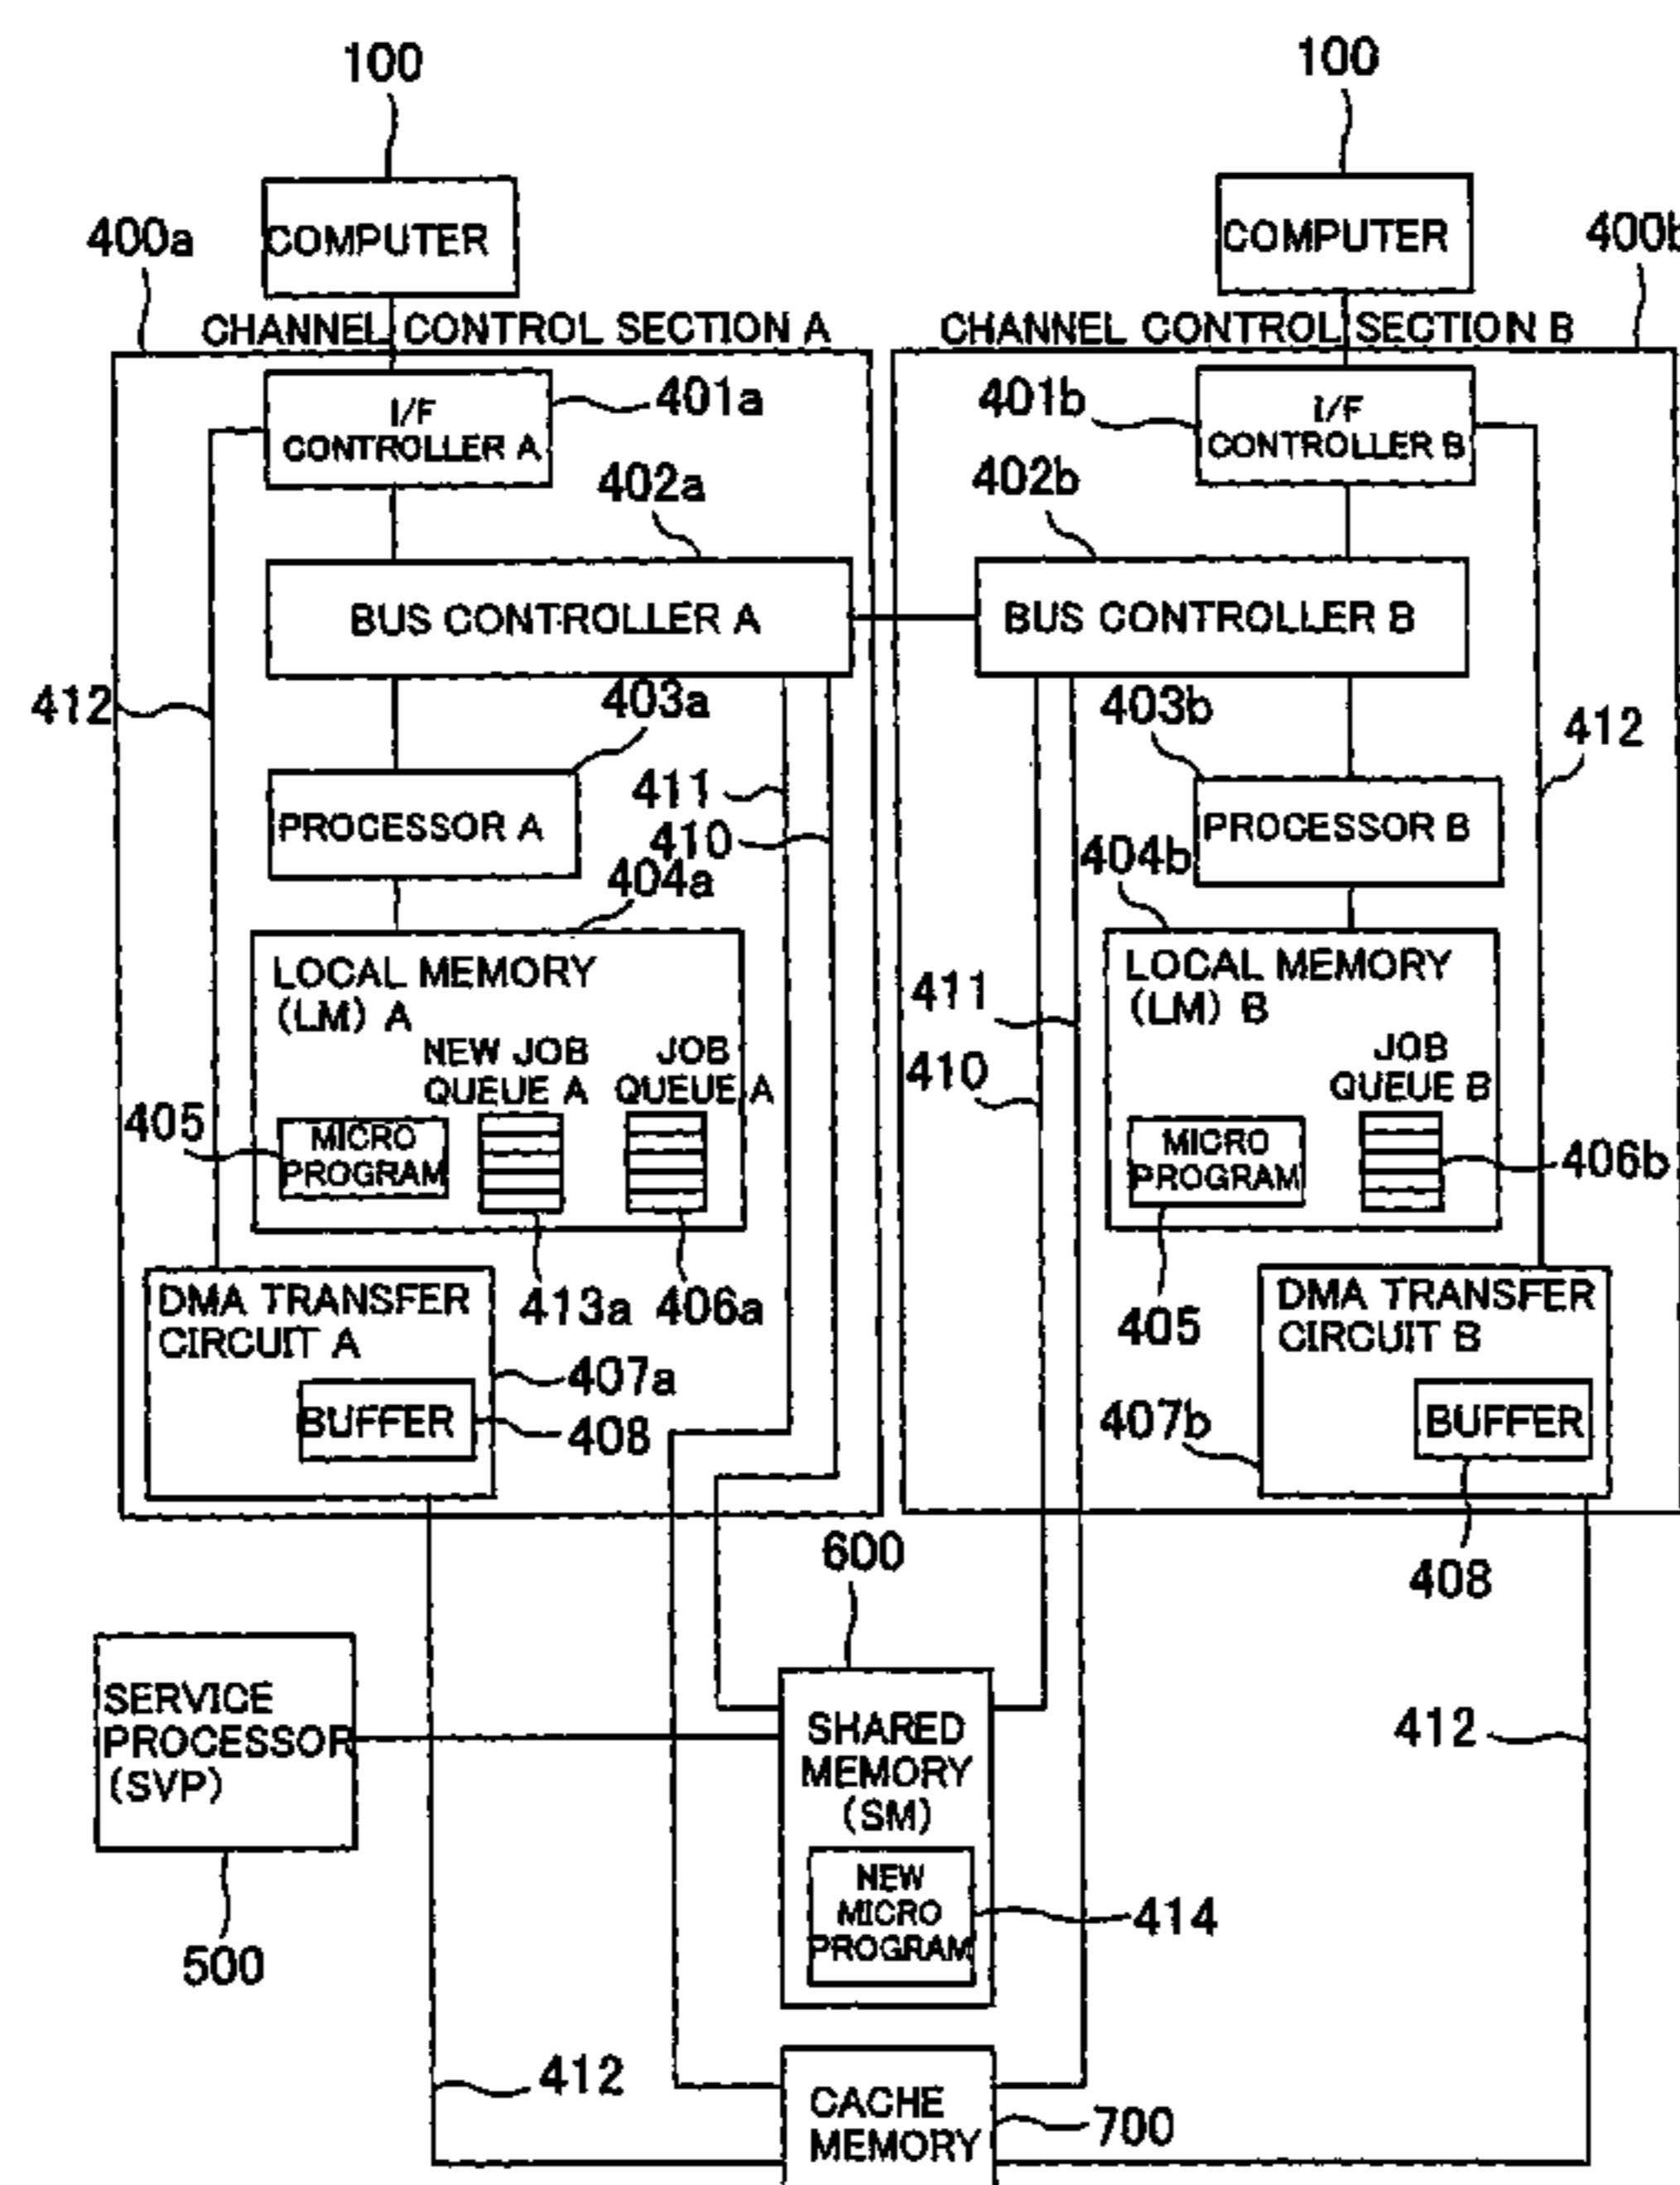 100
100
COMPUTER
COMPUTER
400a
400b
CHANNEL CONTROL SECTION A
CHANNEL CONTROL SECTION B
I/F
CONTROLLER A
401a
401b
I/F
CONTROLLER B
402a
402b
BUS CONTROLLER A
BUS CONTROLLER B
412
403a
403b
412
411
PROCESSOR A
410
PROCESSOR B
404a
404b
LOCAL MEMORY
(LM) A
LOCAL MEMORY
(LM) B
411
NEW JOB
QUEUE A
JOB
QUEUE A
410
JOB
QUEUE B
405
MICRO
PROGRAM
MICRO
PROGRAM
406b
DMA TRANSFER
CIRCUIT A
413a
406a
405
DMA TRANSFER
CIRCUIT B
407a
BUFFER
408
407b
BUFFER
600
408
SERVICE
PROCESSOR
(SVP)
SHARED
MEMORY
(SM)
412
NEW
MICRO
PROGRAM
414
500
412
CACHE
MEMORY
700